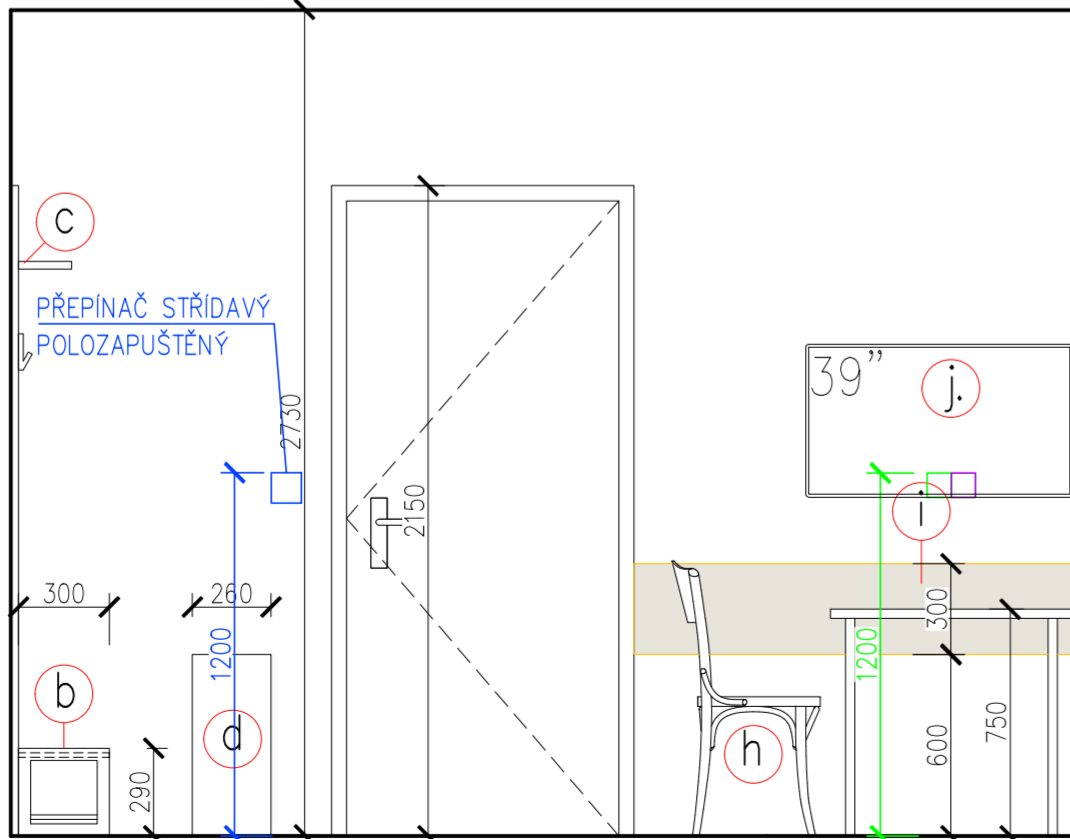 c
PŘEPÍNAČ STŘÍDAVÝ
POLOZAPUŠTĚNÝ
2730
39”
j.
2150
i
300
260
1200
300
1200
b
d
h
750
600
290